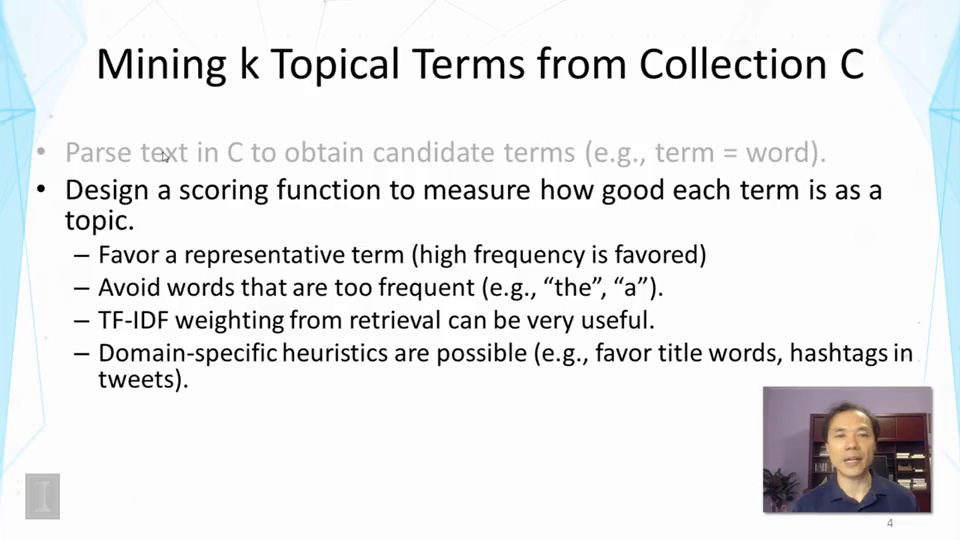 Mining k Topical Terms from Collection C
• Parse text in C to obtain candidate terms (e.g., term = word).
• Design a scoring function to measure how good each term is as a
topic.
– Favor a representative term (high frequency is favored)
– Avoid words that are too frequent (e.g., “the”, “a”).
– TF-IDF weighting from retrieval can be very useful.
– Domain-specific heuristics are possible (e.g., favor title words, hashtags in
tweets).
I
4